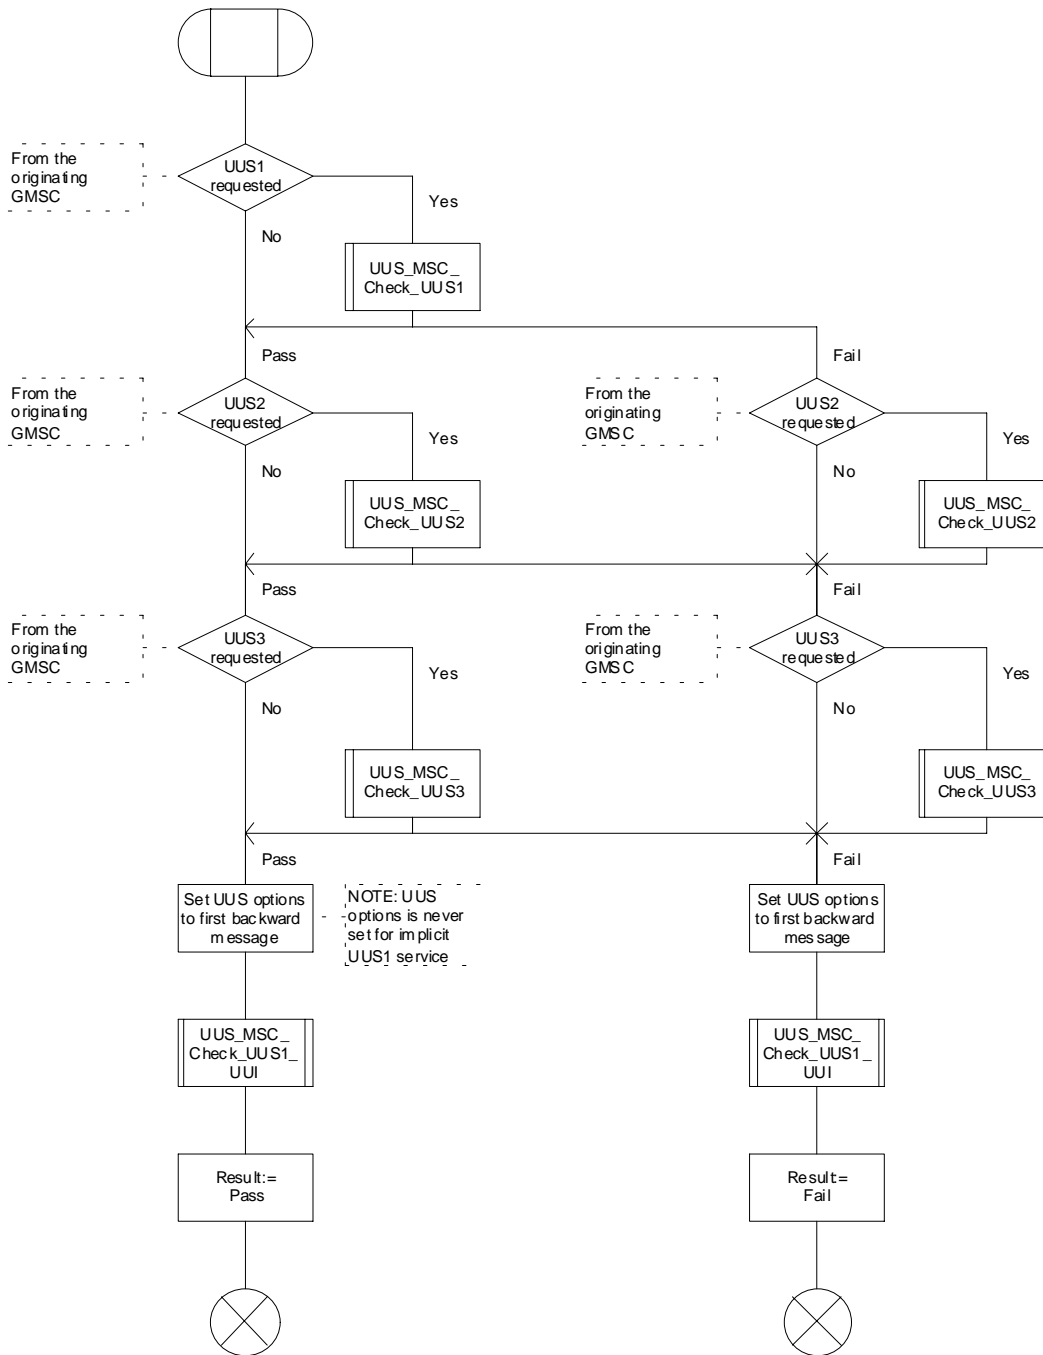 From the
originating
GMSC
UUS1
requested
Yes
No
UUS_MSC_
Check_UUS1
Pass
Fail
From the
originating
GMSC
UUS2
requested
Yes
No
UUS_MSC_
Check_UUS2
From the
originating
GMSC
UUS2
requested
Yes
No
UUS_MSC_
Check_UUS2
Pass
Fail
From the
originating
GMSC
UUS3
requested
Yes
No
UUS_MSC_
Check_UUS3
From the
originating
GMSC
UUS3
requested
Yes
No
UUS_MSC_
Check_UUS3
Pass
Fail
Set UUS options
to first backward
message
NOTE: UUS
options is never
set for implicit
UUS1 service
Set UUS options
to first backward
message
UUS_MSC_
Check_UUS1_
UUI
UUS_MSC_
Check_UUS1_
UUI
Result:=
Pass
Result=
Fail